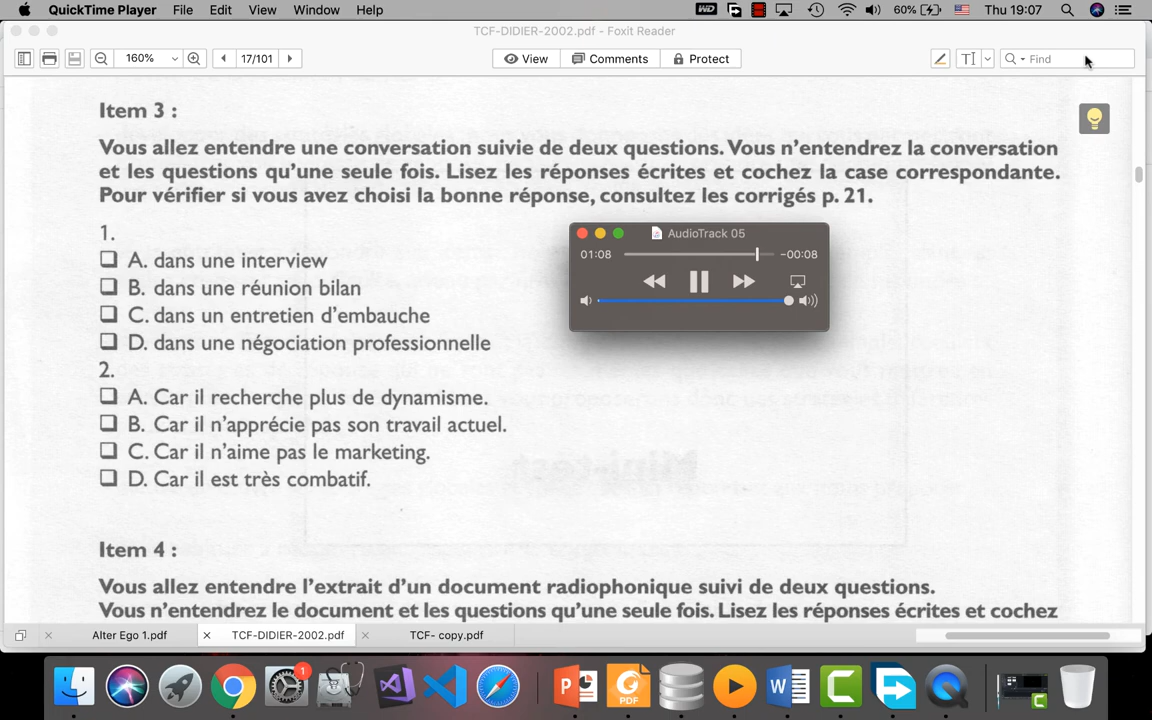 QuickTime Player File Edit View Window Help
60% Thu 19:07
TCF-DIDIER-2002.pdf - Foxit Reader
160% 17/101 View Comments Protect Find
Item 3 :
Vous allez entendre une conversation suivie de deux questions. Vous n'entendrez la conversation
et les questions qu'une seule fois. Lisez les réponses écrites et cochez la case correspondante.
Pour vérifier si vous avez choisi la bonne réponse, consultez les corrigés p. 21.
1.
A. dans une interview
B. dans une réunion bilan
C. dans un entretien d'embauche
D. dans une négociation professionnelle
2.
A. Car il recherche plus de dynamisme.
B. Car il n'apprécie pas son travail actuel.
C. Car il n'aime pas le marketing.
D. Car il est très combatif.
AudioTrack 05
01:08 -00:08
Item 4 :
Vous allez entendre l'extrait d'un document radiophonique suivi de deux questions.
Vous n'entendrez le document et les questions qu'une seule fois. Lisez les réponses écrites et cochez
Alter Ego 1.pdf TCF-DIDIER-2002.pdf TCF- copy.pdf
1
PDF